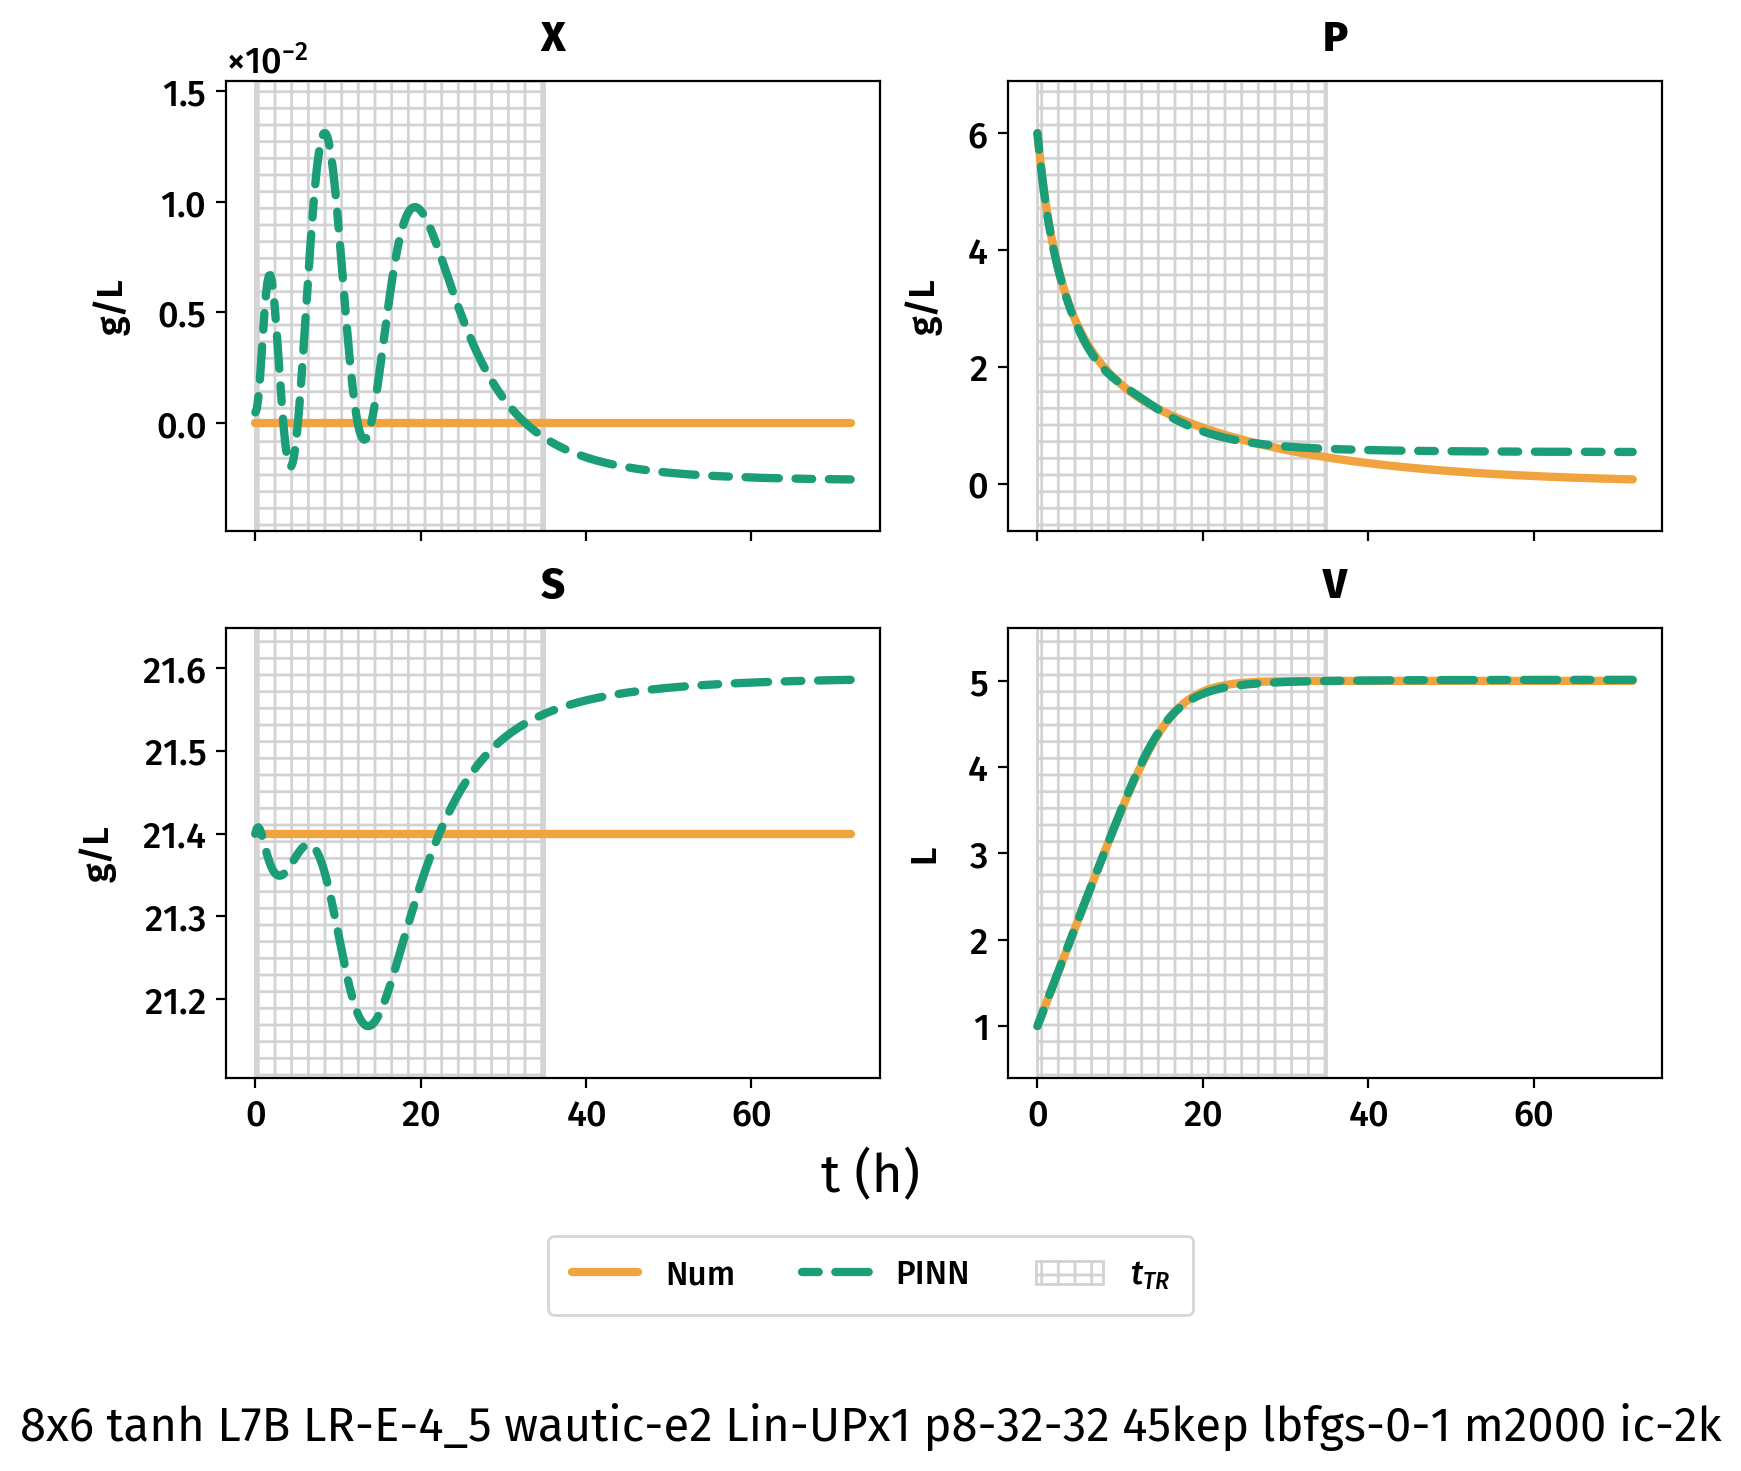 X
×10⁻²
1.5
1.0
0.5
0.0
g/L
P
6
4
2
0
g/L
S
21.6
21.5
21.4
21.3
21.2
g/L
0 20 40 60
V
5
4
3
2
1
L
0 20 40 60
t (h)
Num PINN t_TR
8x6 tanh L7B LR-E-4_5 wautic-e2 Lin-UPx1 p8-32-32 45kep lbfgs-0-1 m2000 ic-2k